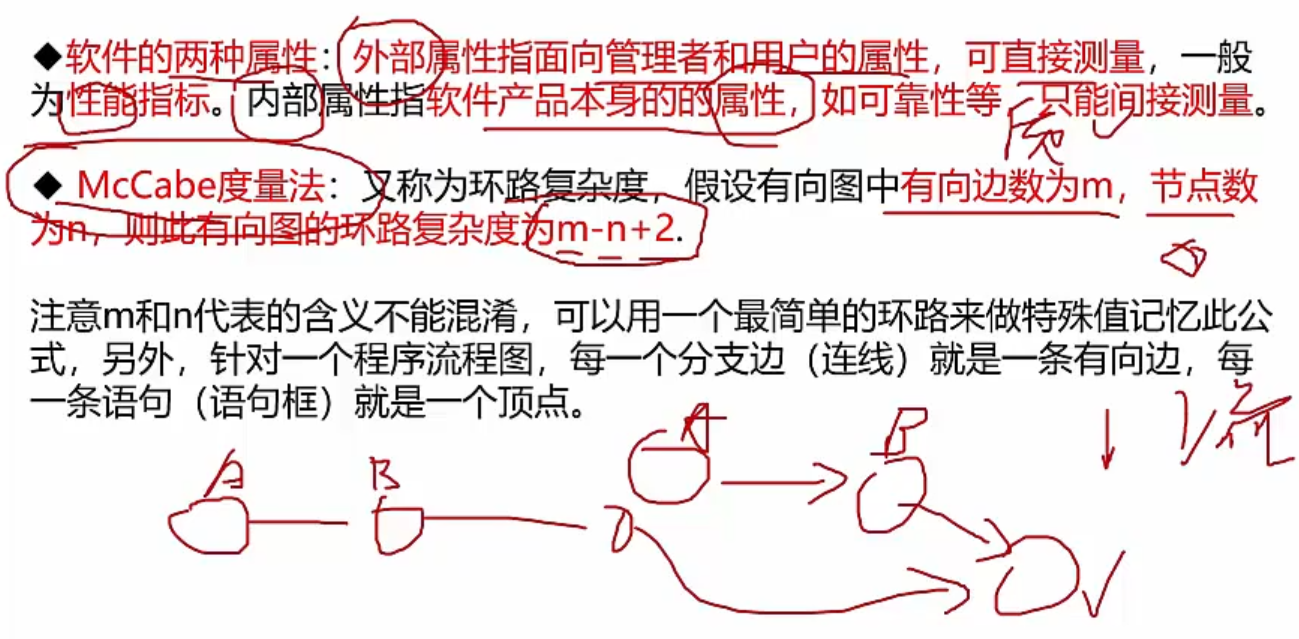 ◆软件的两种属性：外部属性指面向管理者和用户的属性，可直接测量，一般
为性能指标。内部属性指软件产品本身的的属性，如可靠性等，只能间接测量。
◆ McCabe度量法：又称为环路复杂度，假设有向图中有向边数为m，节点数
为n，则此有向图的环路复杂度为m-n+2.
注意m和n代表的含义不能混淆，可以用一个最简单的环路来做特殊值记忆此公
式，另外，针对一个程序流程图，每一个分支边（连线）就是一条有向边，每
一条语句（语句框）就是一个顶点。
A B
A B